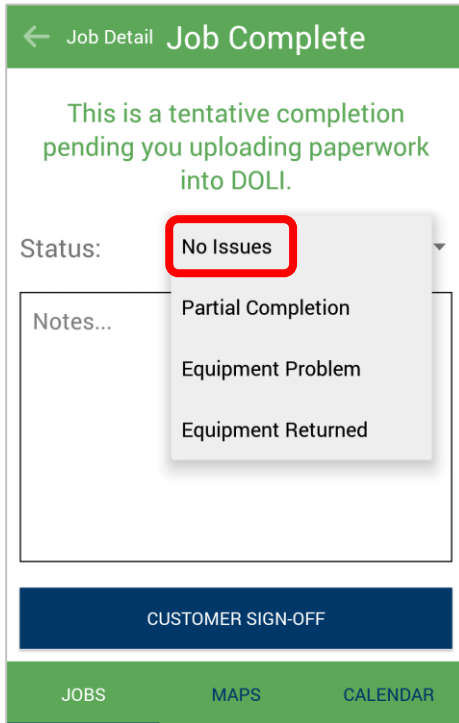 Job Detail Job Complete
This is a tentative completion
pending you uploading paperwork
into DOLI.
Status:
No Issues
Partial Completion
Equipment Problem
Equipment Returned
Notes...
CUSTOMER SIGN-OFF
JOBS MAPS CALENDAR